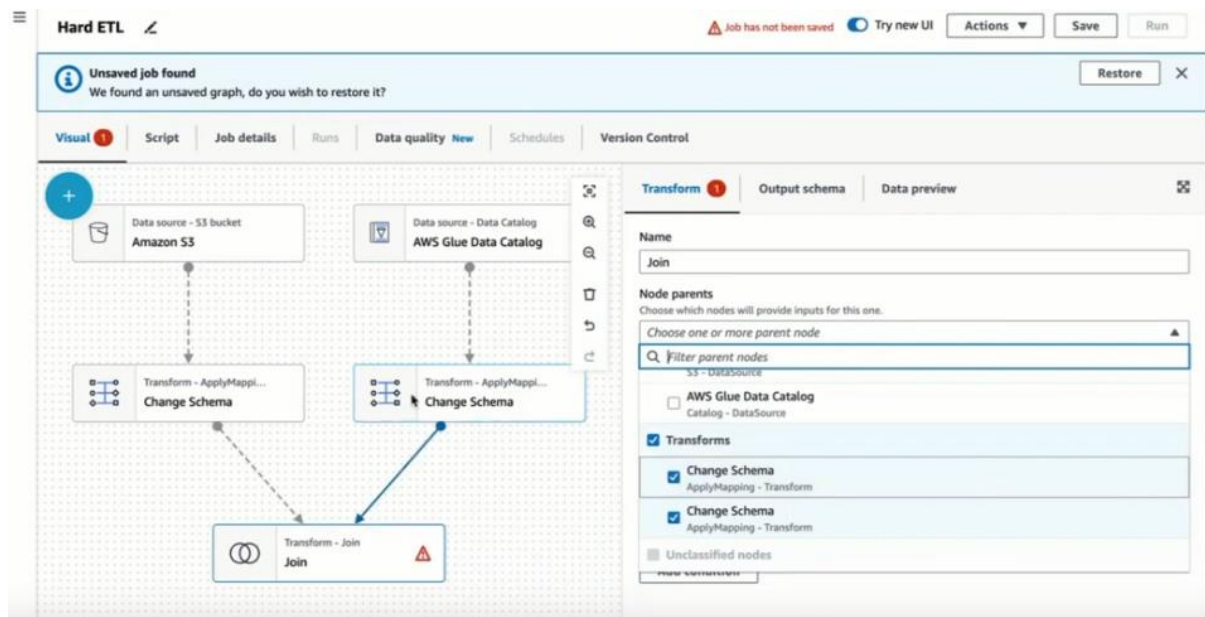 Hard ETL
Job has not been saved
Try new UI
Actions
Save
Run
Unsaved job found
We found an unsaved graph, do you wish to restore it?
Restore
Visual 1
Script
Job details
Runs
Data quality New
Schedules
Version Control
Data source - S3 bucket
Amazon S3
Data source - Data Catalog
AWS Glue Data Catalog
Transform - ApplyMappi...
Change Schema
Transform - ApplyMappi...
Change Schema
Transform - Join
Join
Transform 1
Output schema
Data preview
Name
Join
Node parents
Choose which nodes will provide inputs for this one.
Choose one or more parent node
Filter parent nodes
S3 - DataSource
AWS Glue Data Catalog
Catalog - DataSource
Transforms
Change Schema
ApplyMapping - Transform
Change Schema
ApplyMapping - Transform
Unclassified nodes
Add condition